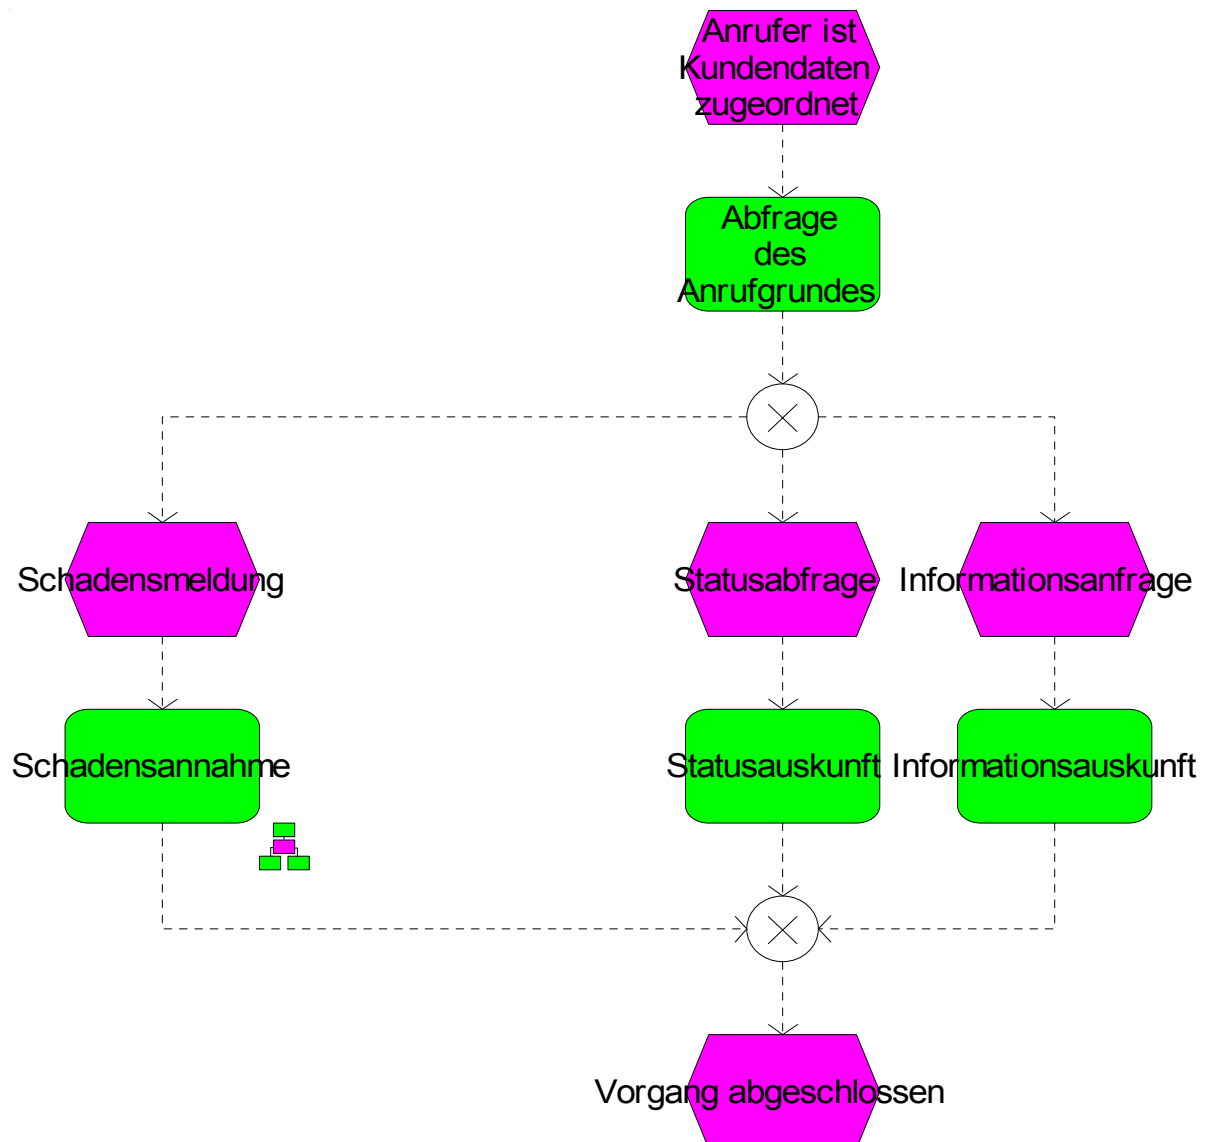 Anrufer ist
Kundendaten
zugeordnet
Abfrage
des
Anrufgrundes
Schadensmeldung
Statusabfrage
Informationsanfrage
Schadensannahme
Statusauskunft
Informationsauskunft
Vorgang abgeschlossen